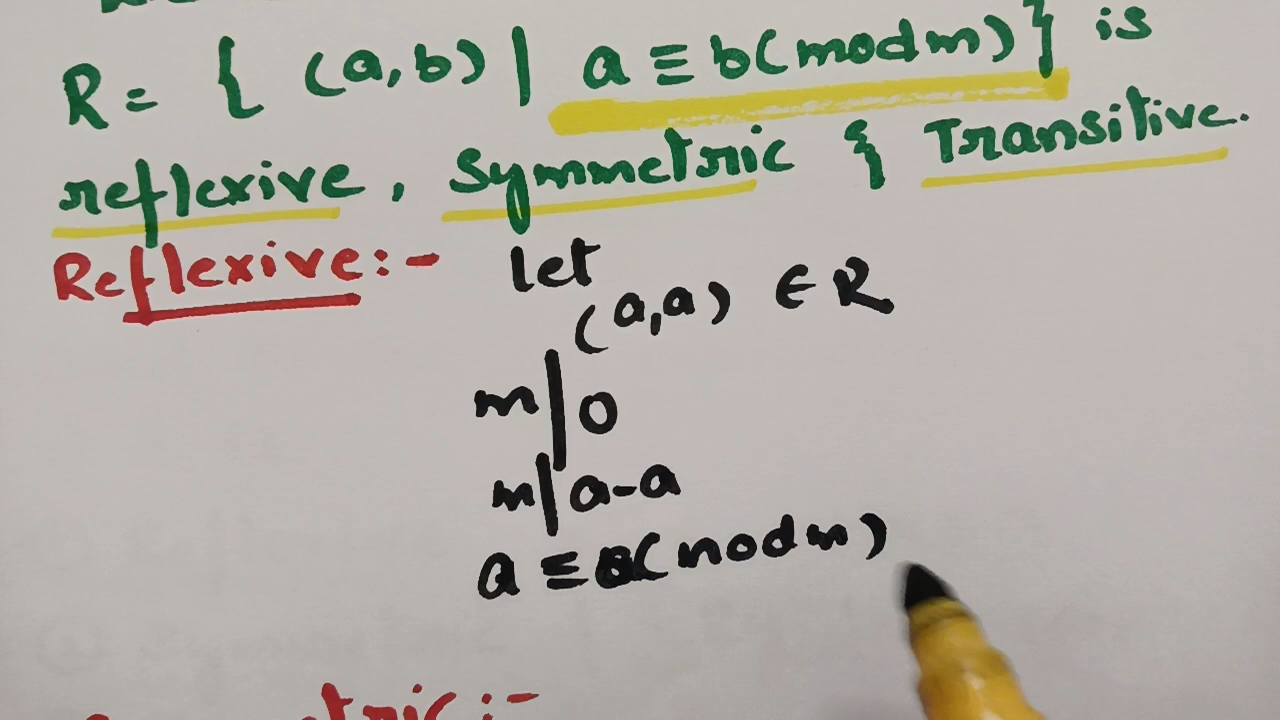 R = { (a,b) | a ≡ b(mod m)} is
reflexive, Symmetric & Transitive.
Reflexive:- let
(a,a) ∈ R
m|0
m|a-a
a ≡ a(mod m)